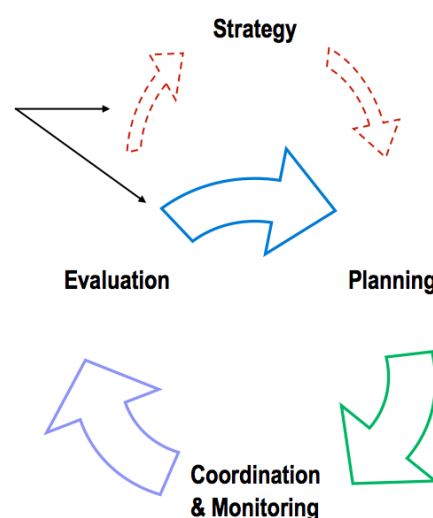 Strategy
Evaluation
Planning
Coordination
& Monitoring